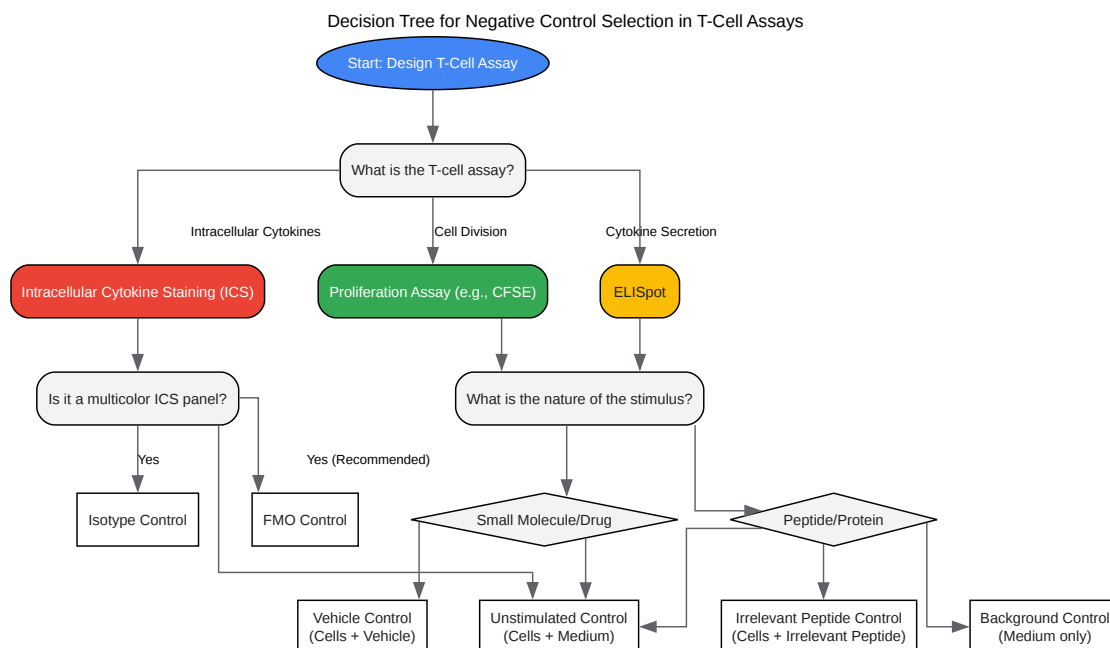 Decision Tree for Negative Control Selection in T-Cell Assays
Start: Design T-Cell Assay
What is the T-cell assay?
Intracellular Cytokines
Cell Division
Cytokine Secretion
Intracellular Cytokine Staining (ICS)
Proliferation Assay (e.g., CFSE)
ELISpot
Is it a multicolor ICS panel?
What is the nature of the stimulus?
Yes
Yes (Recommended)
Isotype Control
FMO Control
Small Molecule/Drug
Peptide/Protein
Vehicle Control
(Cells + Vehicle)
Unstimulated Control
(Cells + Medium)
Irrelevant Peptide Control
(Cells + Irrelevant Peptide)
Background Control
(Medium only)